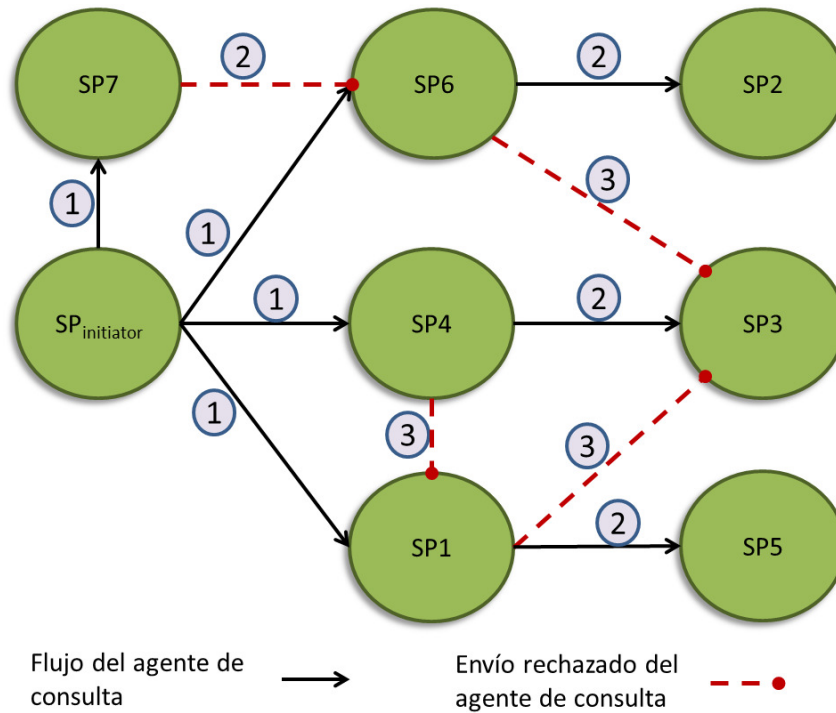 SP7
2
SP6
2
SP2
1
1
3
SPinitiator
1
SP4
2
SP3
1
3
3
SP1
2
SP5
Flujo del agente de
consulta
Envío rechazado del
agente de consulta